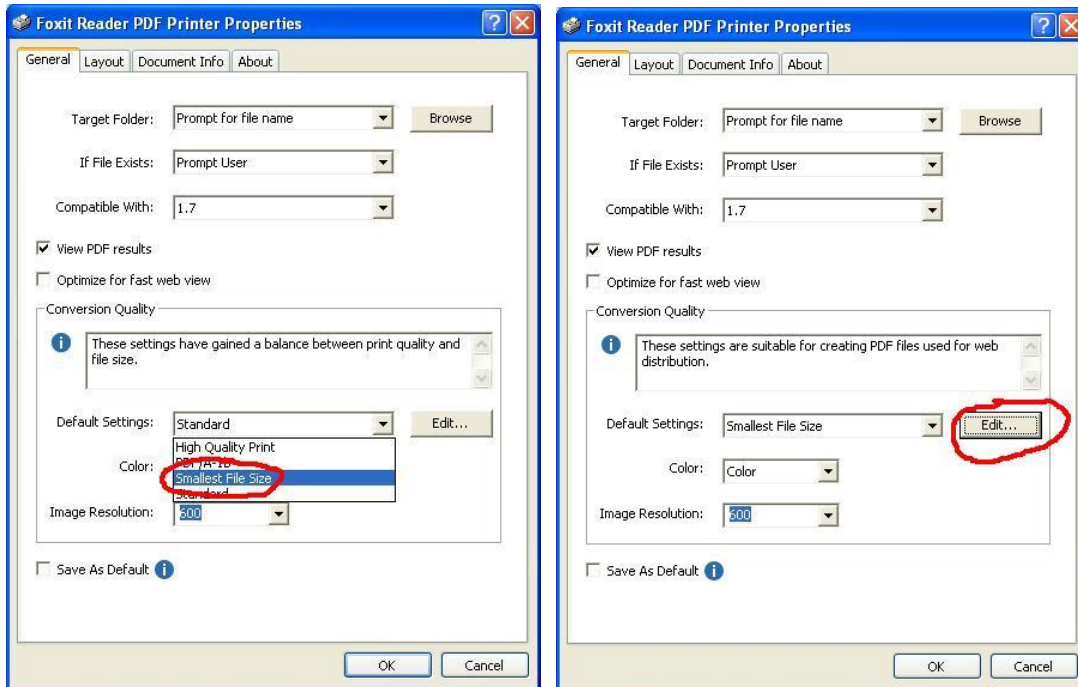 Foxit Reader PDF Printer Properties
General Layout Document Info About
Target Folder: Prompt for file name Browse
If File Exists: Prompt User
Compatible With: 1.7
View PDF results
Optimize for fast web view
Conversion Quality
These settings have gained a balance between print quality and
file size.
Default Settings: Standard Edit...
High Quality Print
PDF/A-1b
Color: Smallest File Size
Standard
Image Resolution: 600
Save As Default
OK Cancel
Foxit Reader PDF Printer Properties
General Layout Document Info About
Target Folder: Prompt for file name Browse
If File Exists: Prompt User
Compatible With: 1.7
View PDF results
Optimize for fast web view
Conversion Quality
These settings are suitable for creating PDF files used for web
distribution.
Default Settings: Smallest File Size Edit...
Color: Color
Image Resolution: 600
Save As Default
OK Cancel